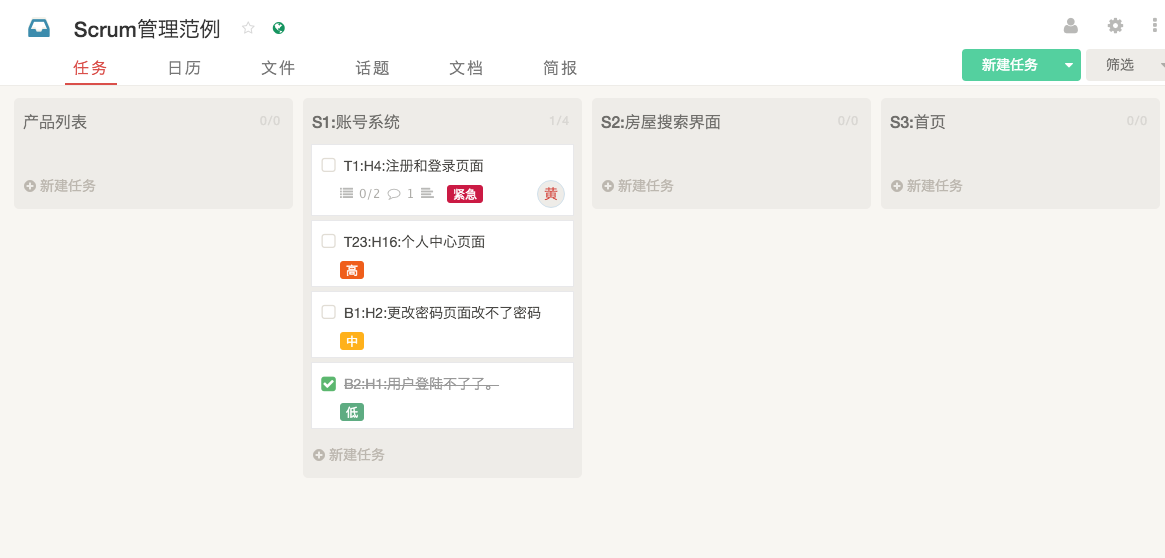 Scrum管理范例
任务 日历 文件 话题 文档 简报
新建任务 筛选
产品列表 0/0
新建任务
S1:账号系统 1/4
T1:H4:注册和登录页面
0/2 1 紧急 黄
T23:H16:个人中心页面
高
B1:H2:更改密码页面改不了密码
中
B2:H1:用户登陆不了了。
低
新建任务
S2:房屋搜索界面 0/0
新建任务
S3:首页 0/0
新建任务